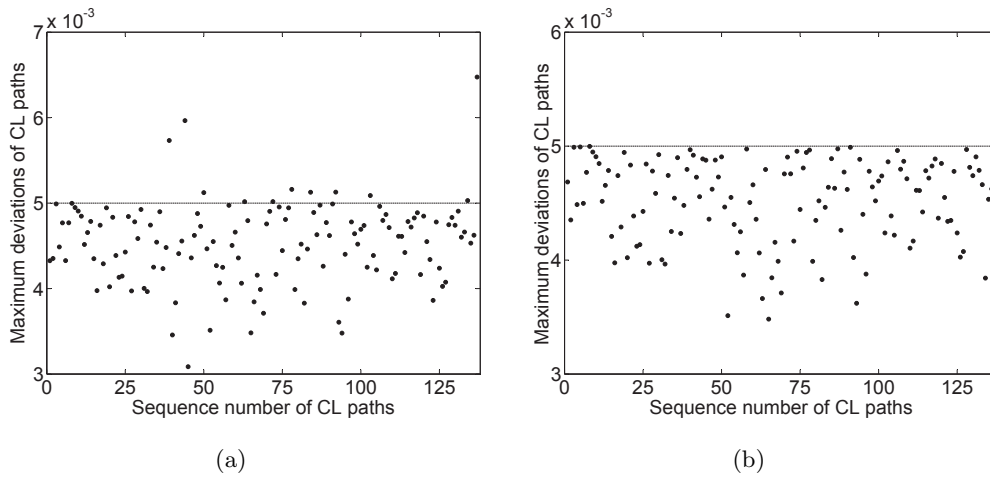 7 x 10⁻³
6
5
4
3
0
25
50
75
100
125
Maximum deviations of CL paths
Sequence number of CL paths
(a)
6 x 10⁻³
5
4
3
0
25
50
75
100
125
Maximum deviations of CL paths
Sequence number of CL paths
(b)